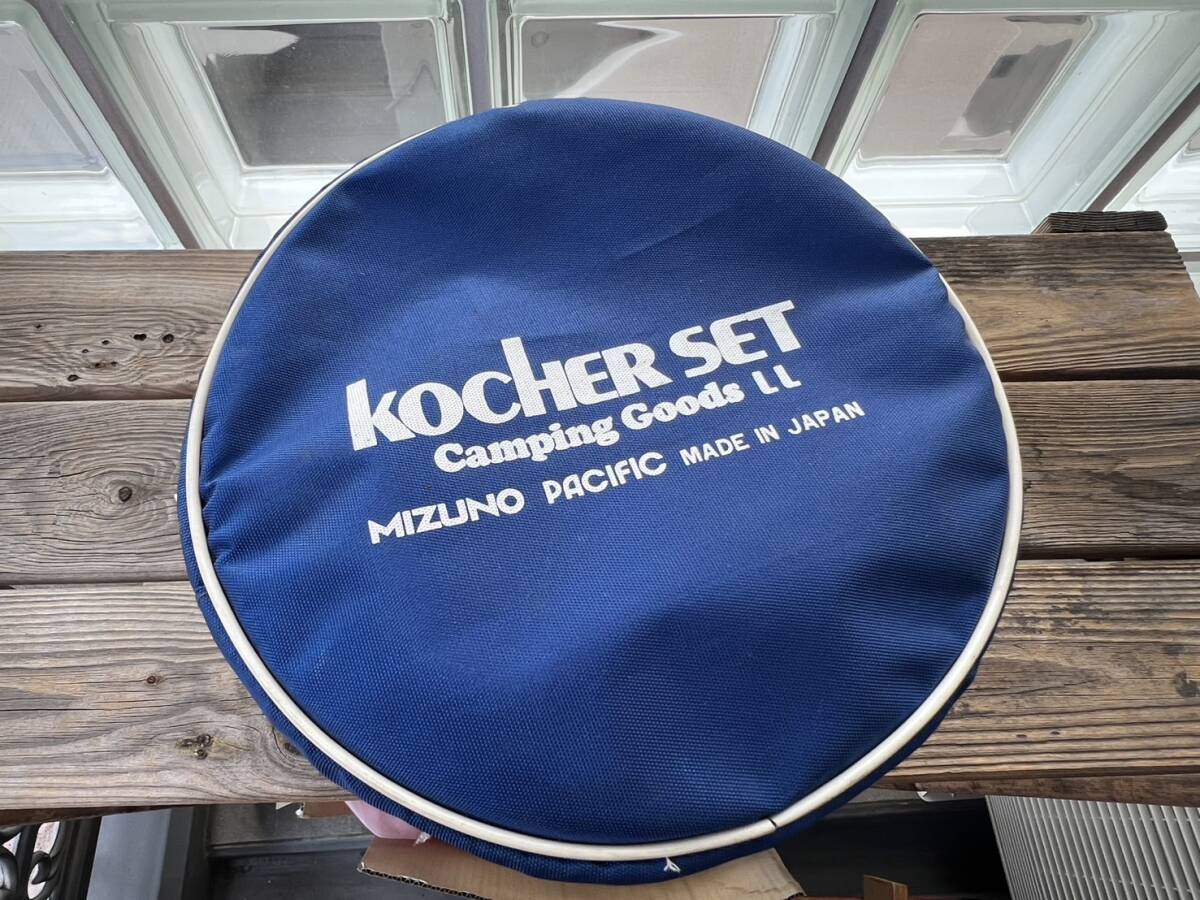 KOCHER SET
Camping Goods LL
MIZUNO PACIFIC MADE IN JAPAN